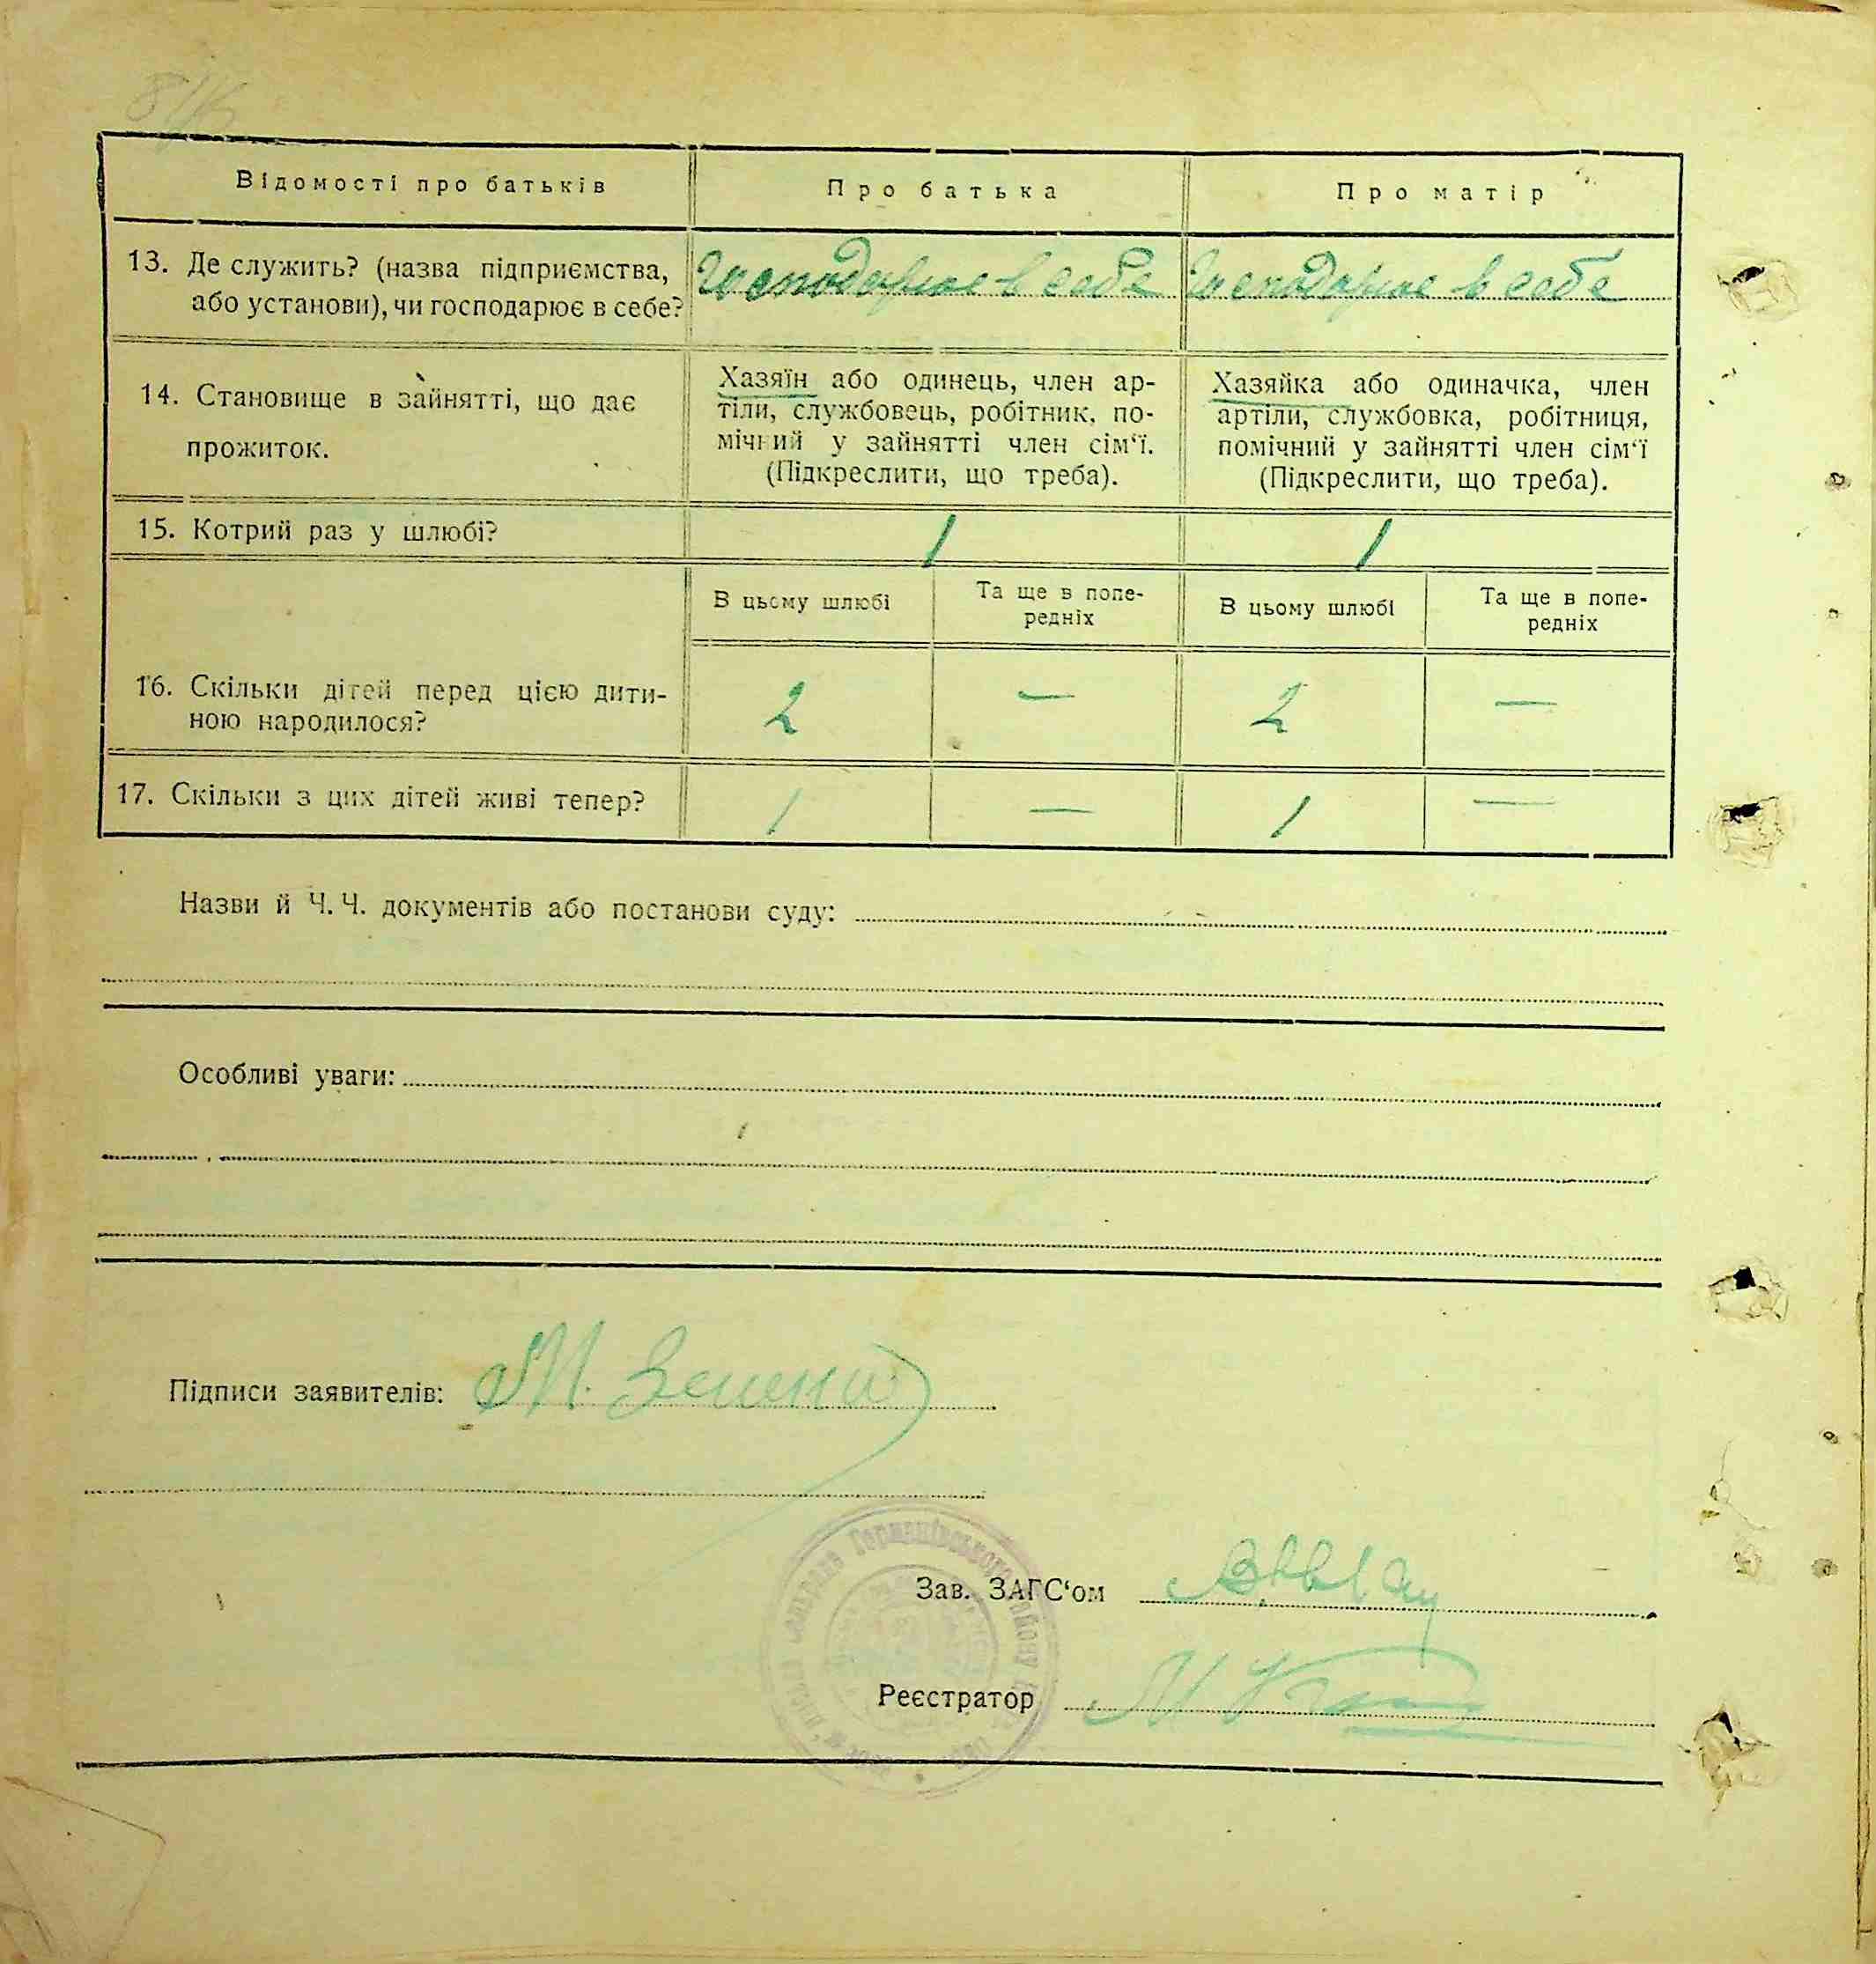 Відомості про батьків
Про батька
Про матір
13. Де служить? (назва підприємства,
або установи), чи господарює в себе?
Господарює в себе
Господарює в себе
14. Становище в зайнятті, що дає
прожиток.
Хазяїн або одинець, член ар-
тіли, службовець, робітник, по-
мічний у зайнятті член сім‘ї.
(Підкреслити, що треба).
Хазяйка або одиначка, член
артіли, службовка, робітниця,
помічний у зайнятті член сім‘ї
(Підкреслити, що треба).
15. Котрий раз у шлюбі?
1
1
В цьому шлюбі
Та ще в попе-
редніх
В цьому шлюбі
Та ще в попе-
редніх
16. Скільки дітей перед цією дити-
ною народилося?
2
—
2
—
17. Скільки з цих дітей живі тепер?
1
—
1
—
Назви й Ч. Ч. документів або постанови суду:
Особливі уваги:
Підписи заявителів: М. Зелений
Зав. ЗАГС‘ом
Реєстратор